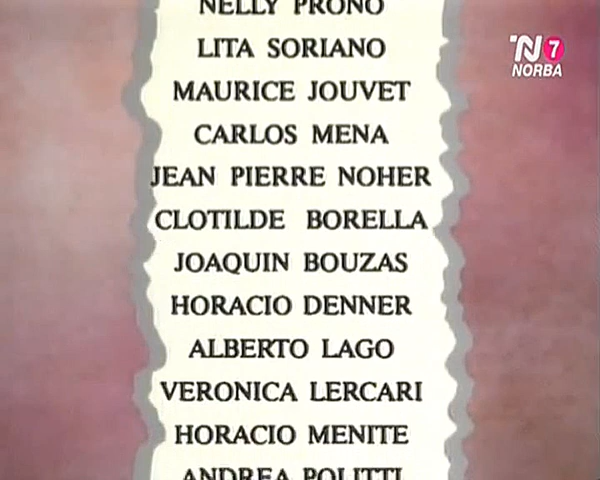 NELLY PRONO
LITA SORIANO
MAURICE JOUVET
CARLOS MENA
JEAN PIERRE NOHER
CLOTILDE BORELLA
JOAQUIN BOUZAS
HORACIO DENNER
ALBERTO LAGO
VERONICA LERCARI
HORACIO MENITE
ANDREA POLITTI
TN 7
NORBA